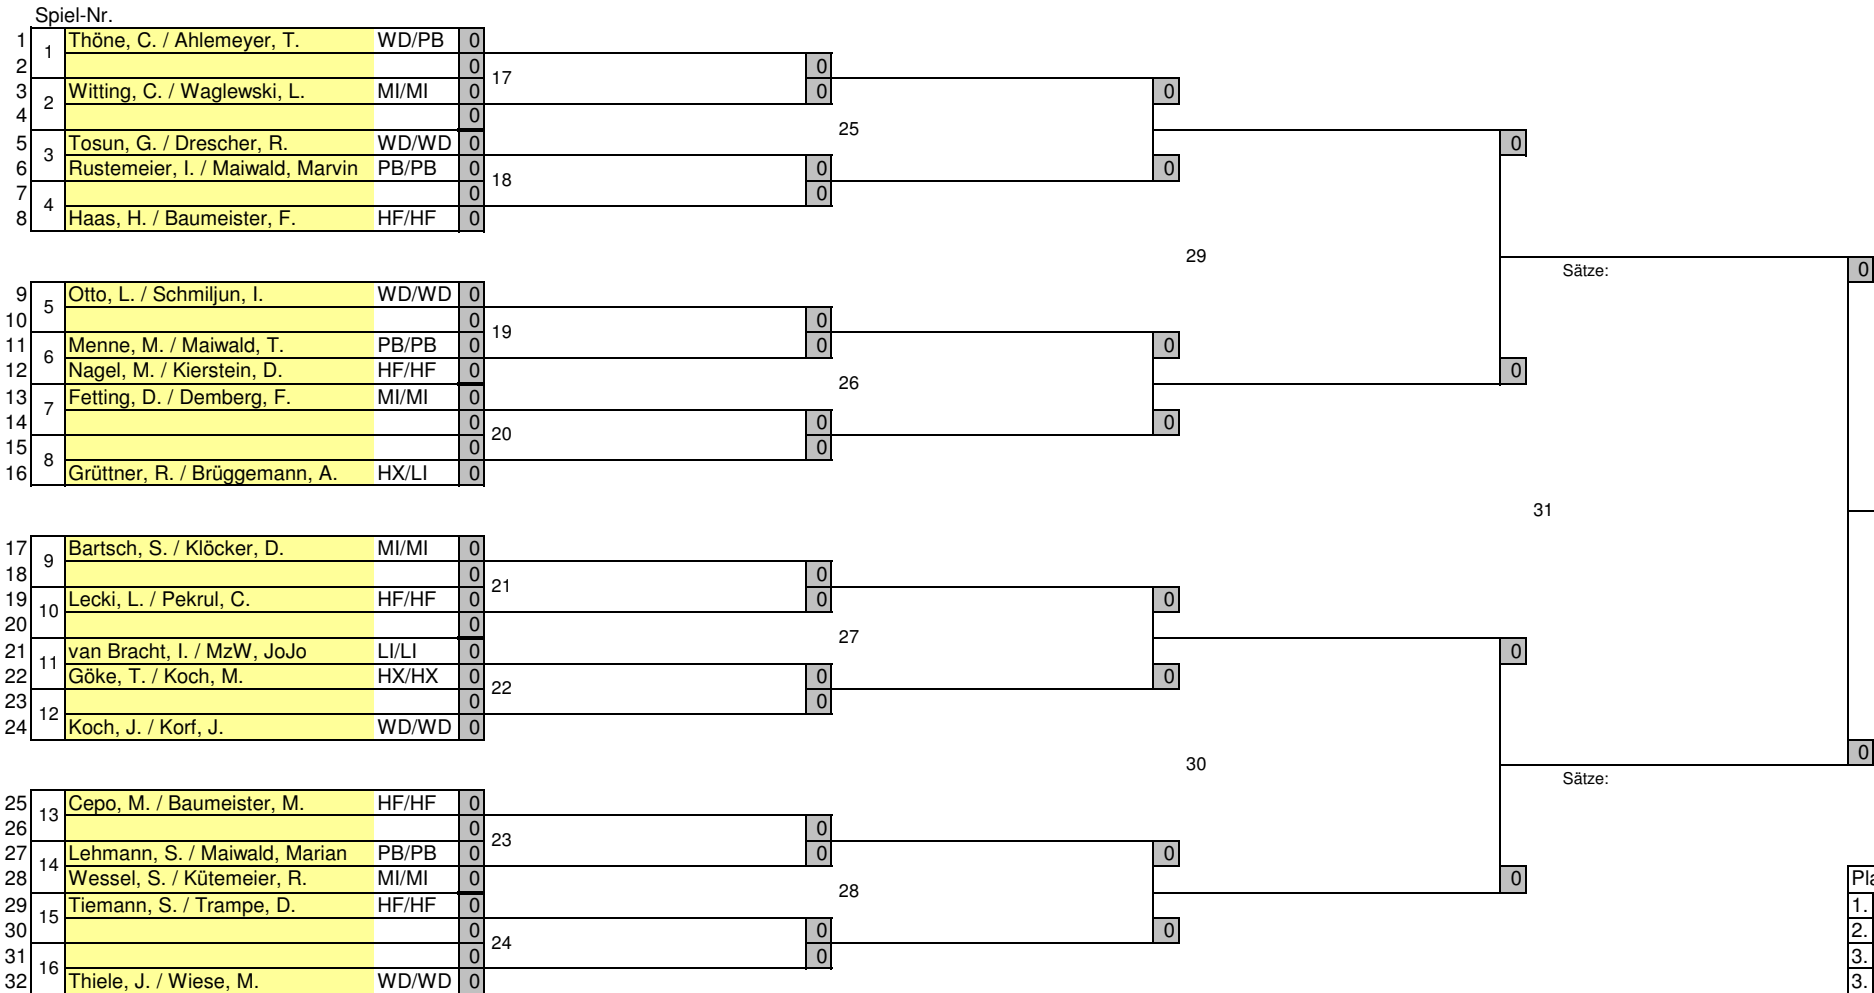 Spiel-Nr.
1 1 Thöne, C. / Ahlemeyer, T. WD/PB 0
2 0 17 0
3 2 Witting, C. / Waglewski, L. MI/MI 0 0 0
4 0 25
5 3 Tosun, G. / Drescher, R. WD/WD 0 0
6 Rustemeier, I. / Maiwald, Marvin PB/PB 0 18 0 0
7 4 0 0
8 Haas, H. / Baumeister, F. HF/HF 0
29
Sätze: 0
9 5 Otto, L. / Schmiljun, I. WD/WD 0
10 0 19 0
11 6 Menne, M. / Maiwald, T. PB/PB 0 0 0
12 Nagel, M. / Kierstein, D. HF/HF 0 26 0
13 7 Fetting, D. / Demberg, F. MI/MI 0
14 0 20 0 0
15 8 0 0
16 Grüttner, R. / Brüggemann, A. HX/LI 0
31
17 9 Bartsch, S. / Klöcker, D. MI/MI 0
18 0 21 0
19 10 Lecki, L. / Pekrul, C. HF/HF 0 0 0
20 0 27
21 11 van Bracht, I. / MzW, JoJo LI/LI 0 0
22 Göke, T. / Koch, M. HX/HX 0 22 0 0
23 12 0 0
24 Koch, J. / Korf, J. WD/WD 0
30 0
Sätze:
25 13 Cepo, M. / Baumeister, M. HF/HF 0
26 0 23 0
27 14 Lehmann, S. / Maiwald, Marian PB/PB 0 0 0
28 Wessel, S. / Kütemeier, R. MI/MI 0 28 0 Pla
29 15 Tiemann, S. / Trampe, D. HF/HF 0 1.
30 0 24 0 0 2.
31 16 0 0 3.
32 Thiele, J. / Wiese, M. WD/WD 0 3.